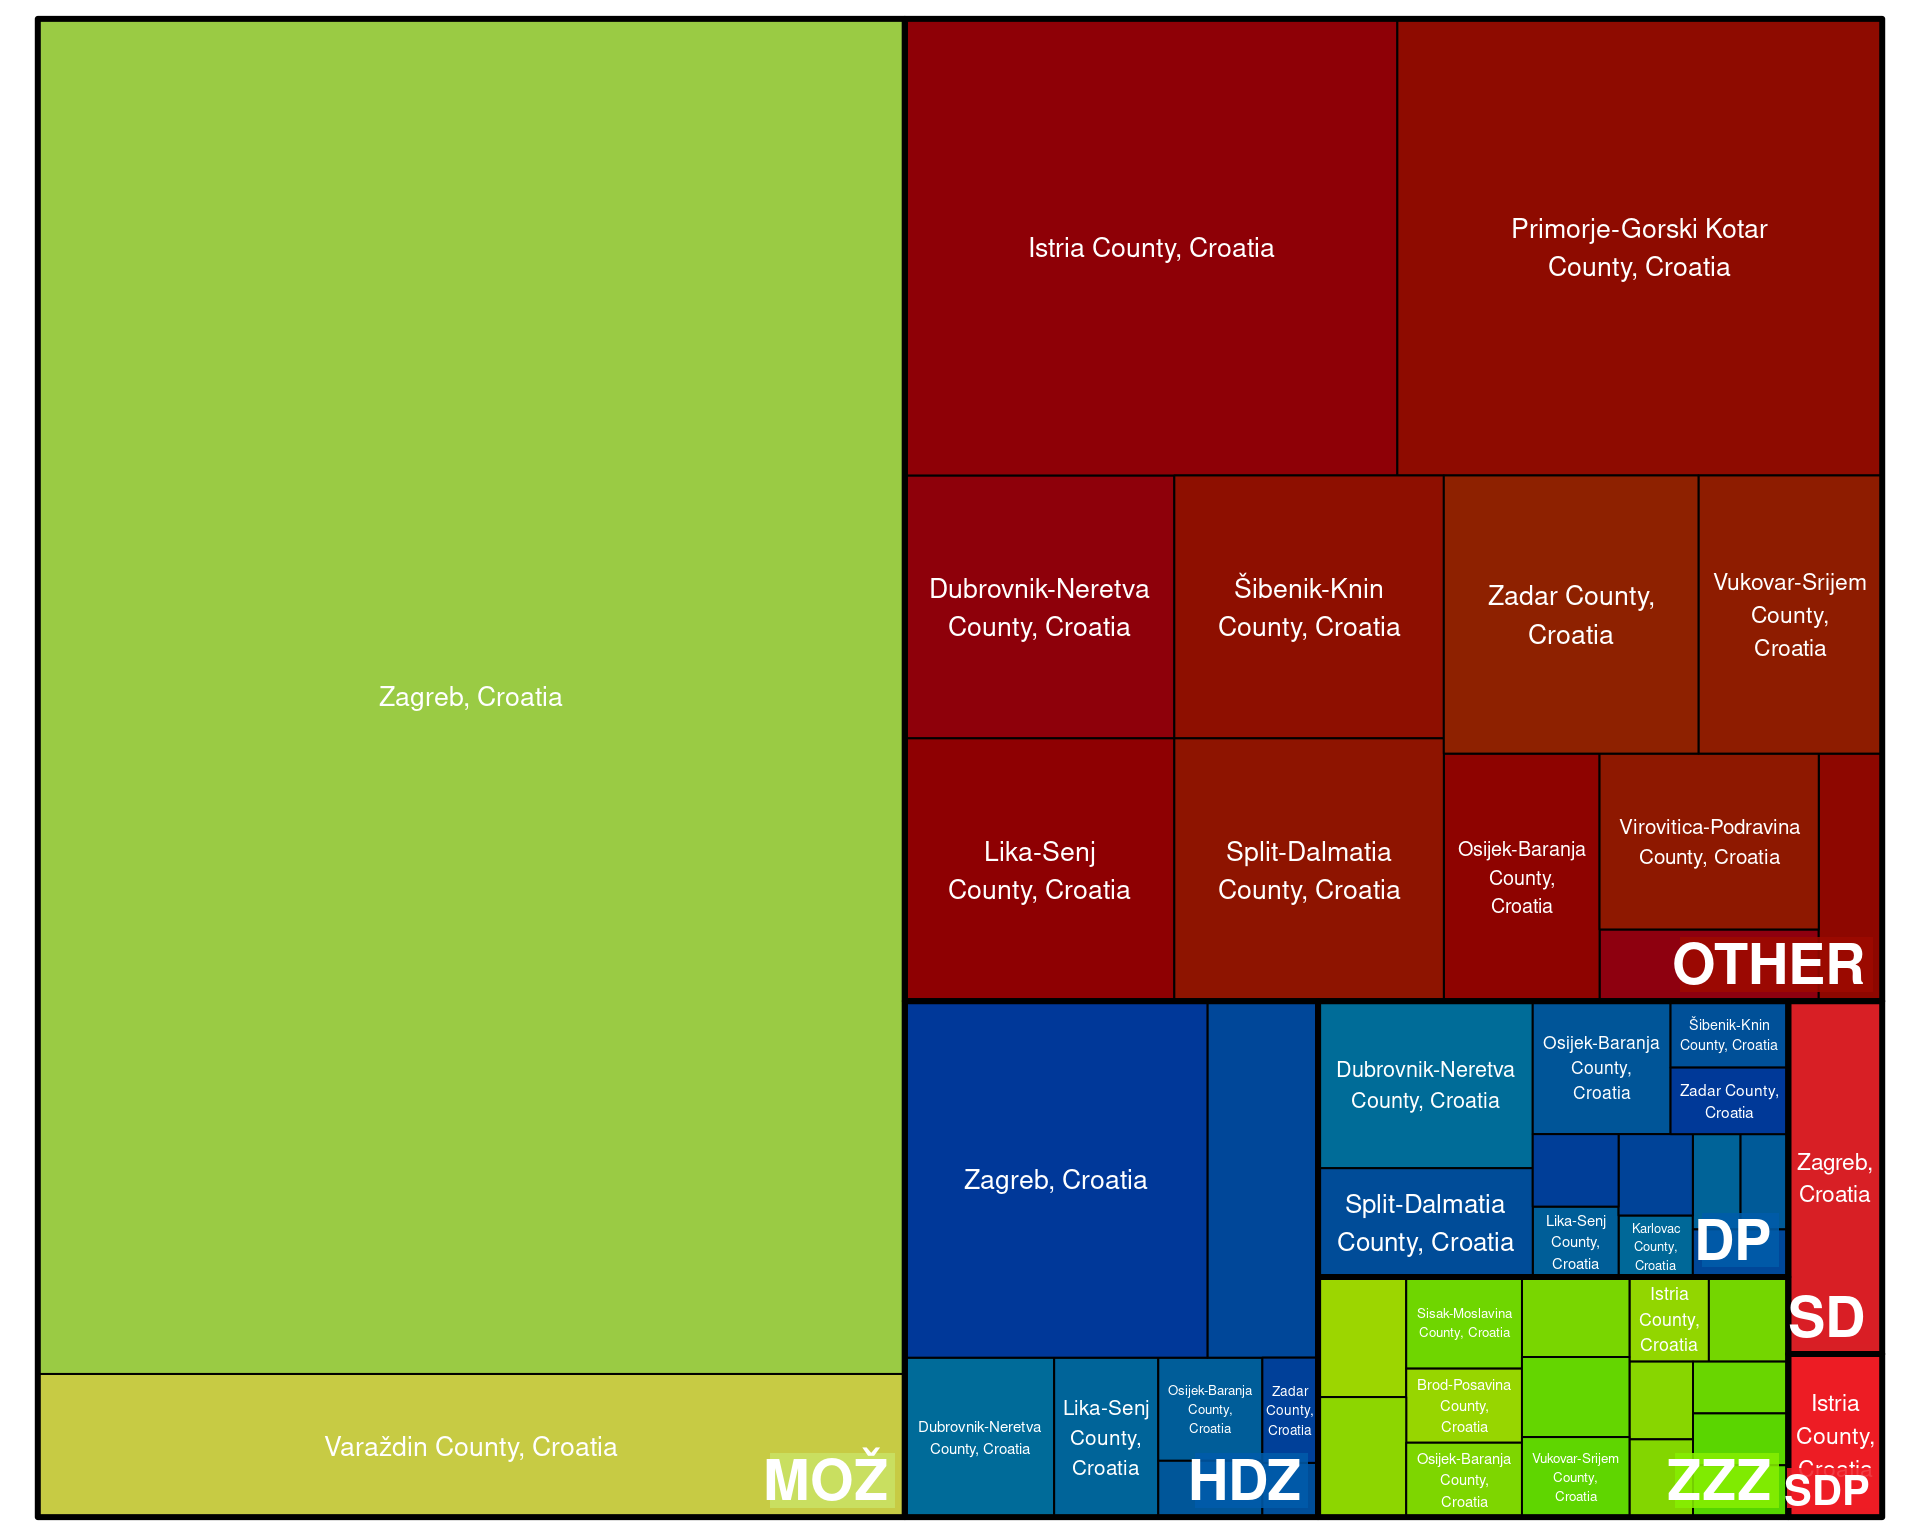 Zagreb, Croatia
Varaždin County, Croatia
MOŽ
Istria County, Croatia
Primorje-Gorski Kotar
County, Croatia
Dubrovnik-Neretva
County, Croatia
Šibenik-Knin
County, Croatia
Zadar County,
Croatia
Vukovar-Srijem
County,
Croatia
Lika-Senj
County, Croatia
Split-Dalmatia
County, Croatia
Osijek-Baranja
County,
Croatia
Virovitica-Podravina
County, Croatia
OTHER
Zagreb, Croatia
Dubrovnik-Neretva
County, Croatia
Lika-Senj
County,
Croatia
Osijek-Baranja
County,
Croatia
Zadar
County,
Croatia
HDZ
Dubrovnik-Neretva
County, Croatia
Split-Dalmatia
County, Croatia
Osijek-Baranja
County,
Croatia
Šibenik-Knin
County, Croatia
Zadar County,
Croatia
Lika-Senj
County,
Croatia
Karlovac
County,
Croatia
DP
Sisak-Moslavina
County, Croatia
Brod-Posavina
County,
Croatia
Osijek-Baranja
County,
Croatia
Vukovar-Srijem
County,
Croatia
Istria
County,
Croatia
ZZZ
Zagreb,
Croatia
SD
Istria
County,
Croatia
SDP